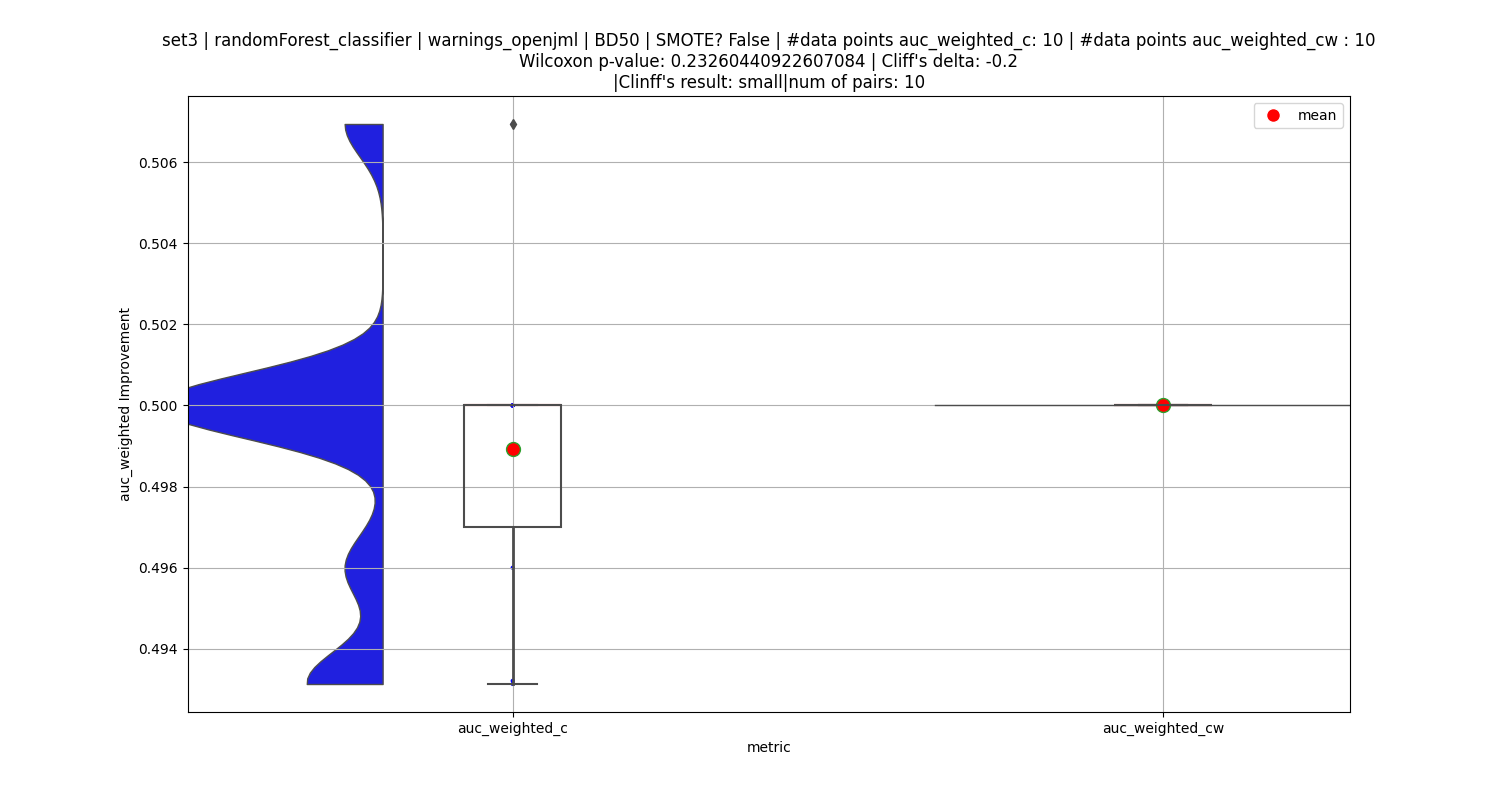 set3 | randomForest_classifier | warnings_openjml | BD50 | SMOTE? False | #data points auc_weighted_c: 10 | #data points auc_weighted_cw : 10
Wilcoxon p-value: 0.23260440922607084 | Cliff's delta: -0.2
|Clinff's result: small|num of pairs: 10
mean
0.506
0.504
0.502
0.500
0.498
0.496
0.494
auc_weighted Improvement
auc_weighted_c
auc_weighted_cw
metric